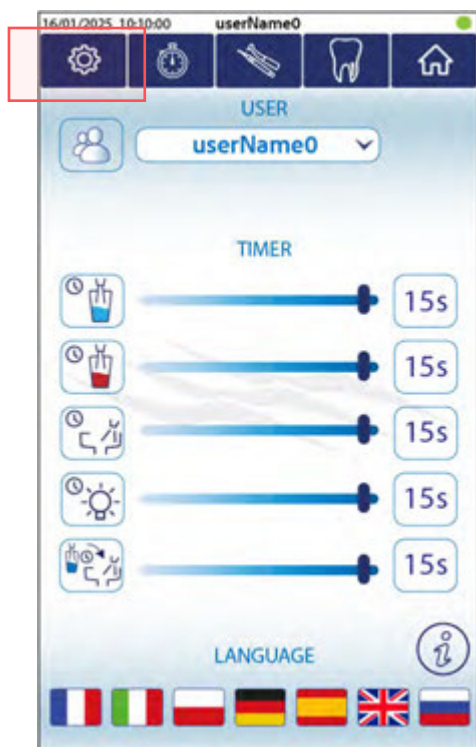 16/01/2025 10:10:00 userName0
USER
userName0
TIMER
15s
15s
15s
15s
15s
LANGUAGE
i